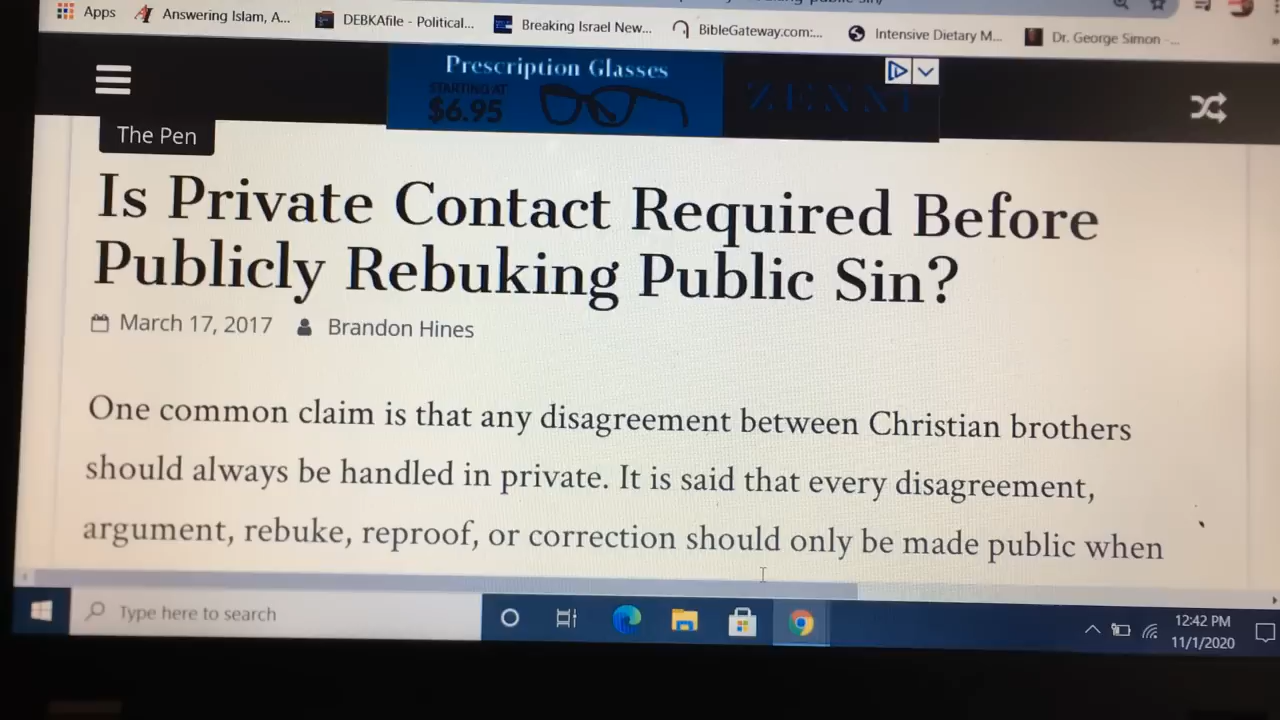 Apps
Answering Islam, A...
DEBKAfile - Political...
Breaking Israel New...
BibleGateway.com:...
Intensive Dietary M...
Dr. George Simon -...
Prescription Glasses
STARTING AT
$6.95
ZENNI
The Pen
Is Private Contact Required Before
Publicly Rebuking Public Sin?
March 17, 2017 Brandon Hines
One common claim is that any disagreement between Christian brothers
should always be handled in private. It is said that every disagreement,
argument, rebuke, reproof, or correction should only be made public when
Type here to search
12:42 PM
11/1/2020